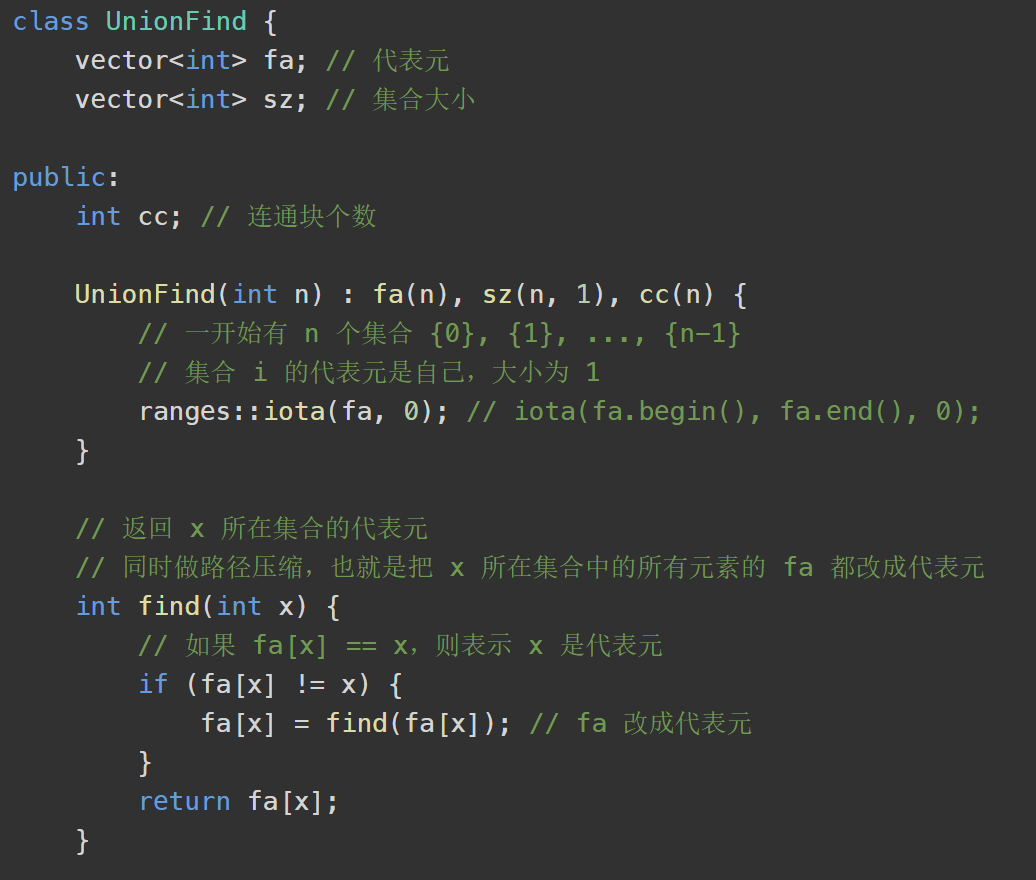 class UnionFind {
    vector<int> fa; // 代表元
    vector<int> sz; // 集合大小

public:
    int cc; // 连通块个数

    UnionFind(int n) : fa(n), sz(n, 1), cc(n) {
        // 一开始有 n 个集合 {0}, {1}, ..., {n-1}
        // 集合 i 的代表元是自己，大小为 1
        ranges::iota(fa, 0); // iota(fa.begin(), fa.end(), 0);
    }

    // 返回 x 所在集合的代表元
    // 同时做路径压缩，也就是把 x 所在集合中的所有元素的 fa 都改成代表元
    int find(int x) {
        // 如果 fa[x] == x，则表示 x 是代表元
        if (fa[x] != x) {
            fa[x] = find(fa[x]); // fa 改成代表元
        }
        return fa[x];
    }